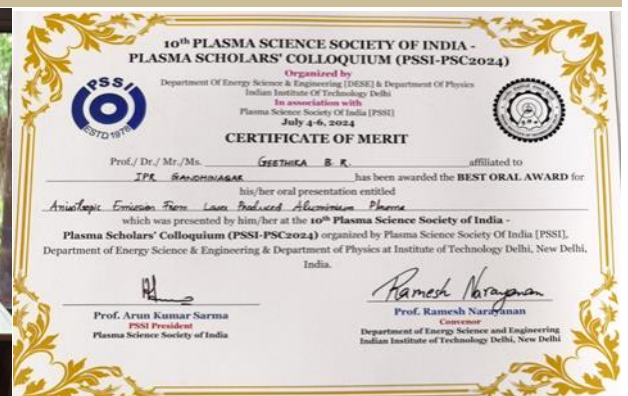 10th PLASMA SCIENCE SOCIETY OF INDIA -
PLASMA SCHOLARS' COLLOQUIUM (PSSI-PSC2024)
Organized by
Department Of Energy Science & Engineering [DESE] & Department Of Physics
Indian Institute Of Technology Delhi
In association with
Plasma Science Society Of India [PSSI]
July 4-6, 2024
PSSI
ESTD 1978
CERTIFICATE OF MERIT
Prof./ Dr./ Mr./Ms. GEETHIKA B. R. affiliated to
IPR GANDHINAGAR has been awarded the BEST ORAL AWARD for
his/her oral presentation entitled
Anisotropic Emission From Laser Produced Aluminium Plasma
which was presented by him/her at the 10th Plasma Science Society of India -
Plasma Scholars' Colloquium (PSSI-PSC2024) organized by Plasma Science Society Of India [PSSI],
Department of Energy Science & Engineering & Department of Physics at Institute of Technology Delhi, New Delhi,
India.
Ramesh Narayanan
Prof. Arun Kumar Sarma
PSSI President
Plasma Science Society of India
Prof. Ramesh Narayanan
Convenor
Department of Energy Science and Engineering
Indian Institute of Technology Delhi, New Delhi